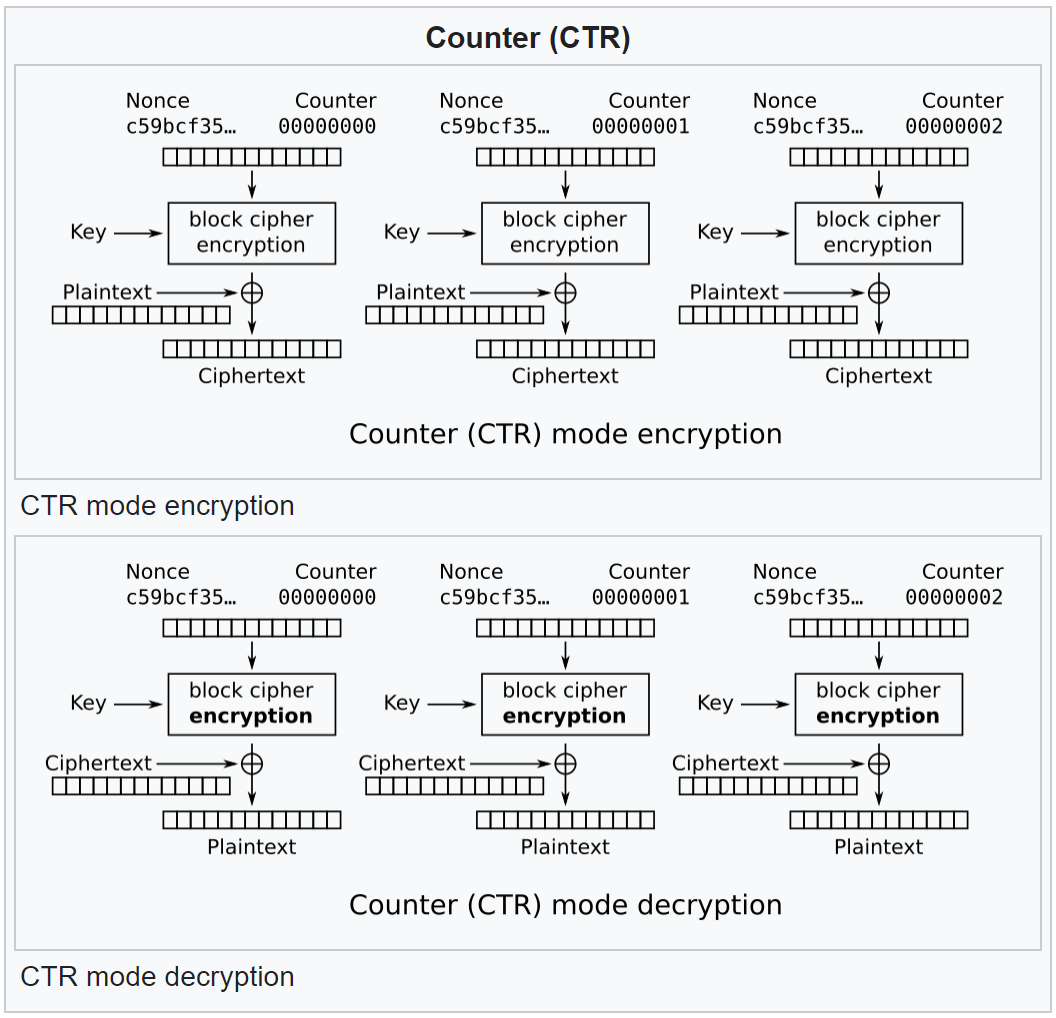 Counter (CTR)
Nonce Counter Nonce Counter Nonce Counter
c59bcf35… 00000000 c59bcf35… 00000001 c59bcf35… 00000002
Key block cipher Key block cipher Key block cipher
encryption encryption encryption
Plaintext Plaintext Plaintext
Ciphertext Ciphertext Ciphertext
Counter (CTR) mode encryption
CTR mode encryption
Nonce Counter Nonce Counter Nonce Counter
c59bcf35… 00000000 c59bcf35… 00000001 c59bcf35… 00000002
Key block cipher Key block cipher Key block cipher
encryption encryption encryption
Ciphertext Ciphertext Ciphertext
Plaintext Plaintext Plaintext
Counter (CTR) mode decryption
CTR mode decryption